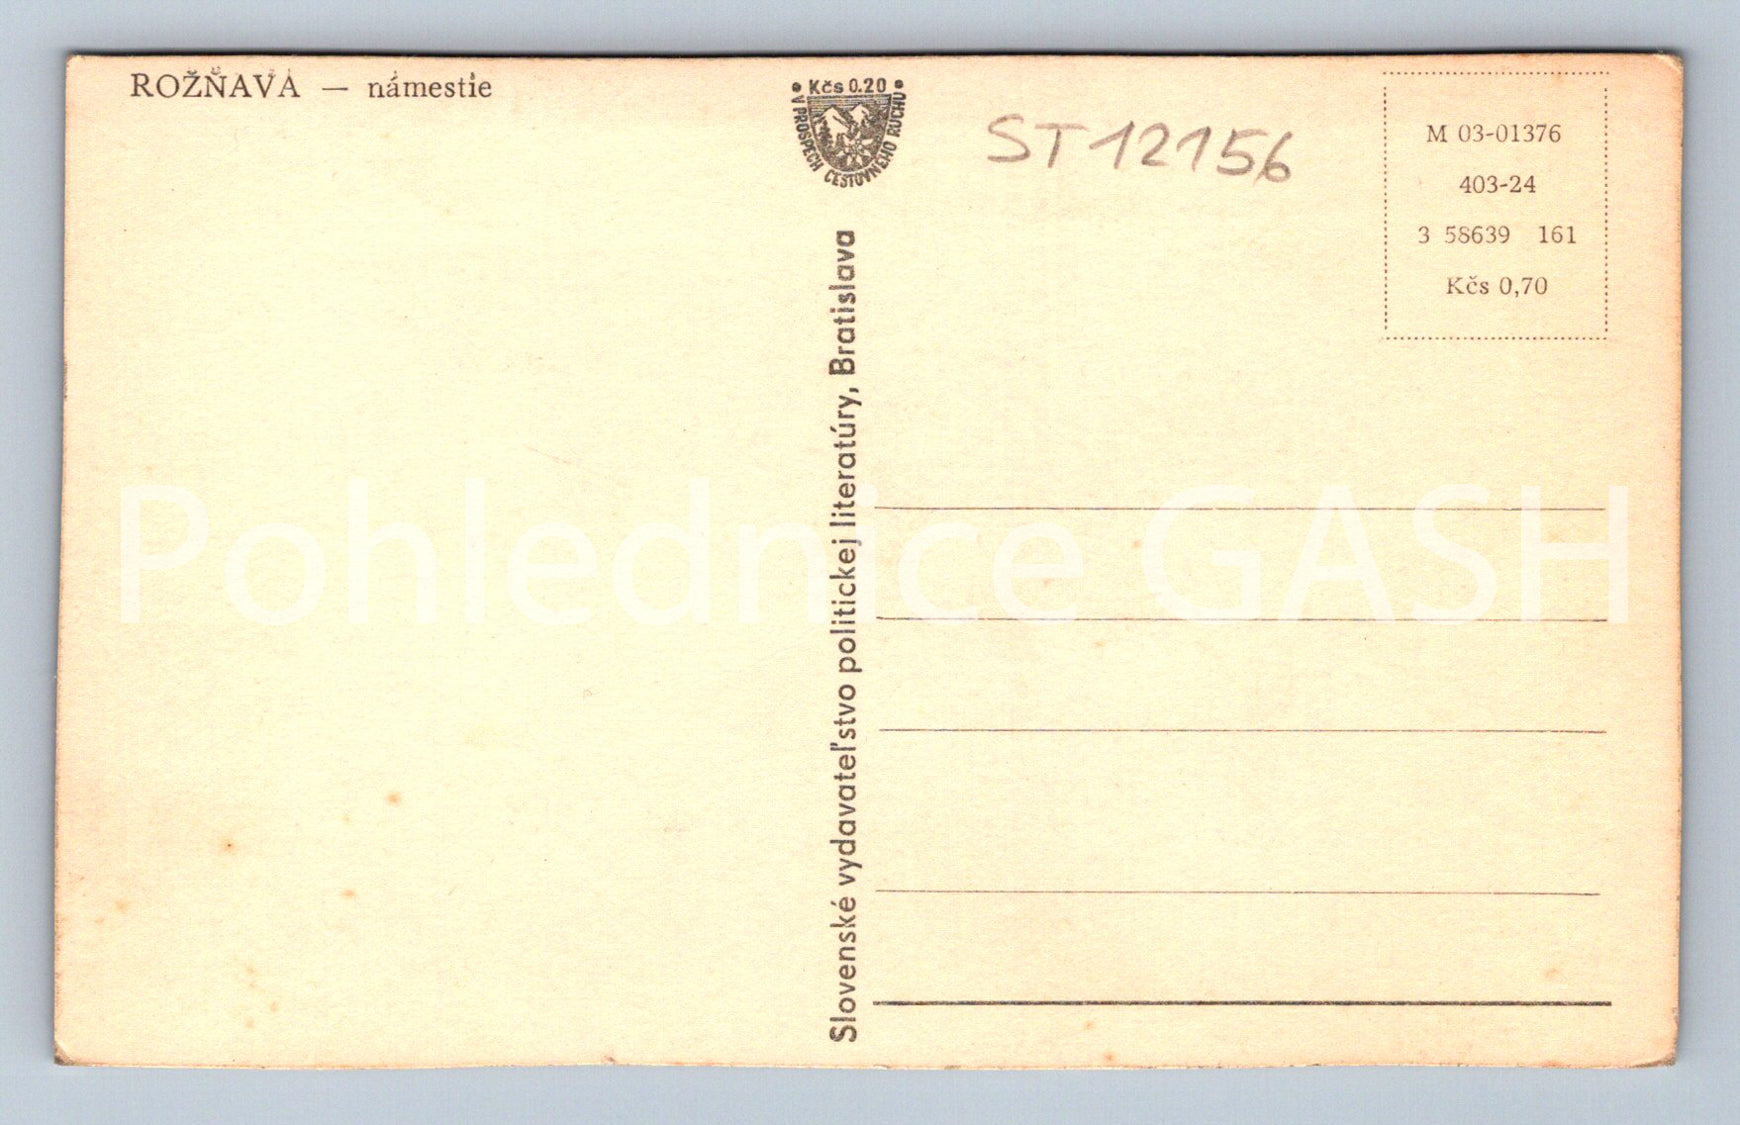 ROŽŇAVA — námestie
• Kčs 0.20 •
V PROSPECH CESTOVNÉHO RUCHU
ST 12156
M 03-01376
403-24
3 58639 161
Kčs 0,70
Slovenské vydavateľstvo politickej literatúry, Bratislava
Pohlednice GASH